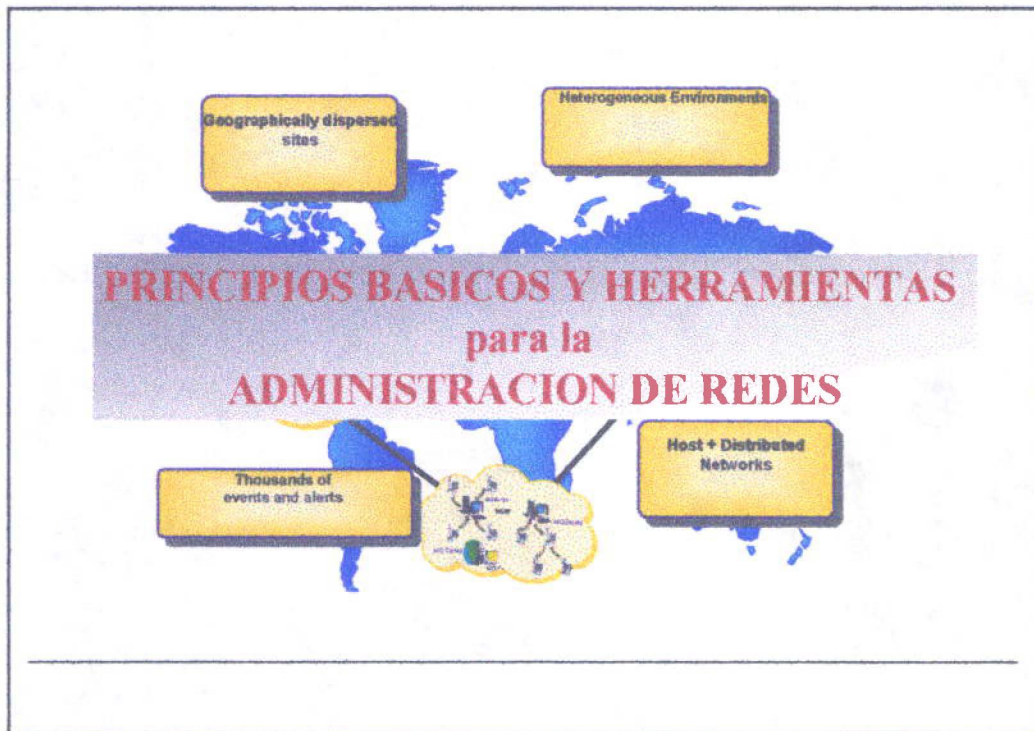 Geographically dispersed
sites
Heterogeneous Environments
PRINCIPIOS BASICOS Y HERRAMIENTAS
para la
ADMINISTRACION DE REDES
Thousands of
events and alerts
Host + Distributed
Networks